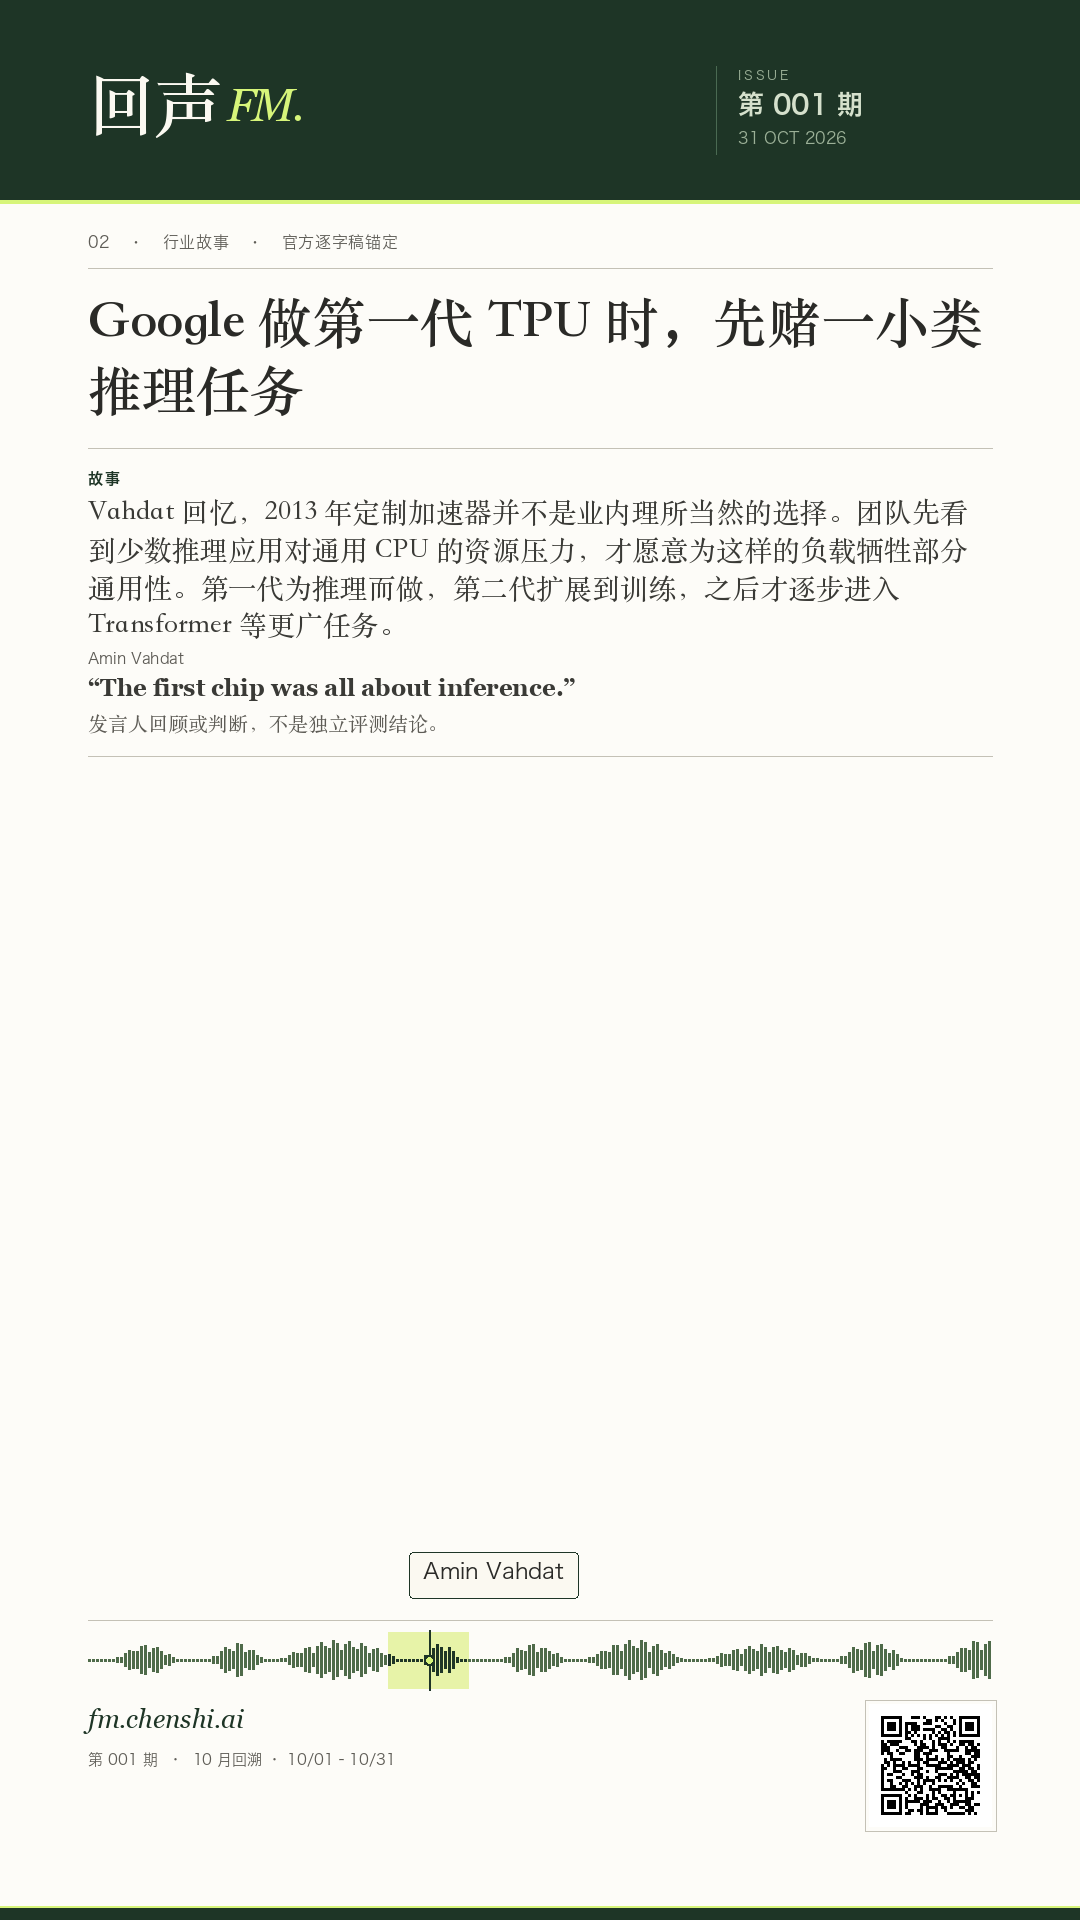 回声 FM.
ISSUE
第 001 期
31 OCT 2026
02 · 行业故事 · 官方逐字稿锚定
Google 做第一代 TPU 时，先赌一小类
推理任务
故事
Vahdat 回忆，2013 年定制加速器并不是业内理所当然的选择。团队先看
到少数推理应用对通用 CPU 的资源压力，才愿意为这样的负载牺牲部分
通用性。第一代为推理而做，第二代扩展到训练，之后才逐步进入
Transformer 等更广任务。
Amin Vahdat
“The first chip was all about inference.”
发言人回顾或判断，不是独立评测结论。
Amin Vahdat
fm.chenshi.ai
第 001 期 · 10 月回溯 · 10/01 - 10/31